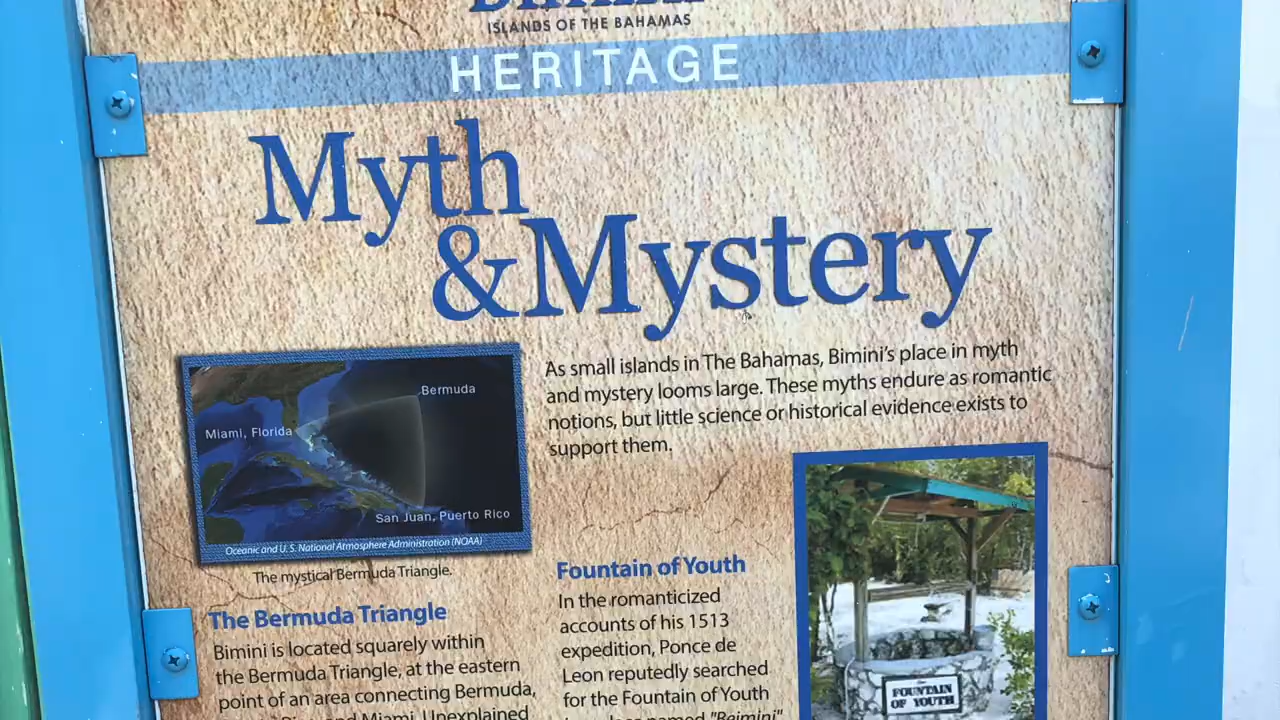 ISLANDS OF THE BAHAMAS
HERITAGE
Myth
& Mystery
As small islands in The Bahamas, Bimini's place in myth
and mystery looms large. These myths endure as romantic
notions, but little science or historical evidence exists to
support them.
Bermuda
Miami, Florida
San Juan, Puerto Rico
Oceanic and U. S. National Atmosphere Administration (NOAA)
The mystical Bermuda Triangle.
The Bermuda Triangle
Bimini is located squarely within
the Bermuda Triangle, at the eastern
point of an area connecting Bermuda,
and Miami. Unexplained
Fountain of Youth
In the romanticized
accounts of his 1513
expedition, Ponce de
Leon reputedly searched
for the Fountain of Youth
named "Beimini"
FOUNTAIN
OF YOUTH